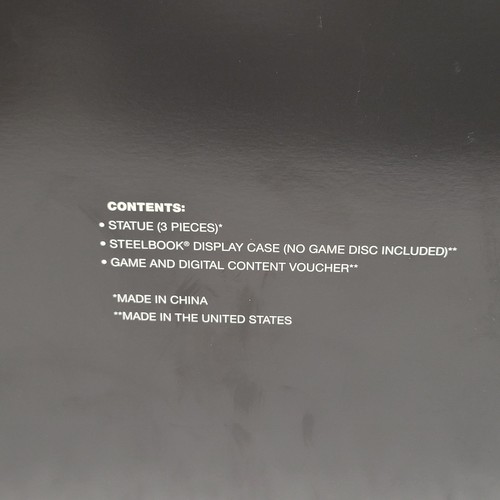 CONTENTS:
• STATUE (3 PIECES)*
• STEELBOOK® DISPLAY CASE (NO GAME DISC INCLUDED)**
• GAME AND DIGITAL CONTENT VOUCHER**
*MADE IN CHINA
**MADE IN THE UNITED STATES